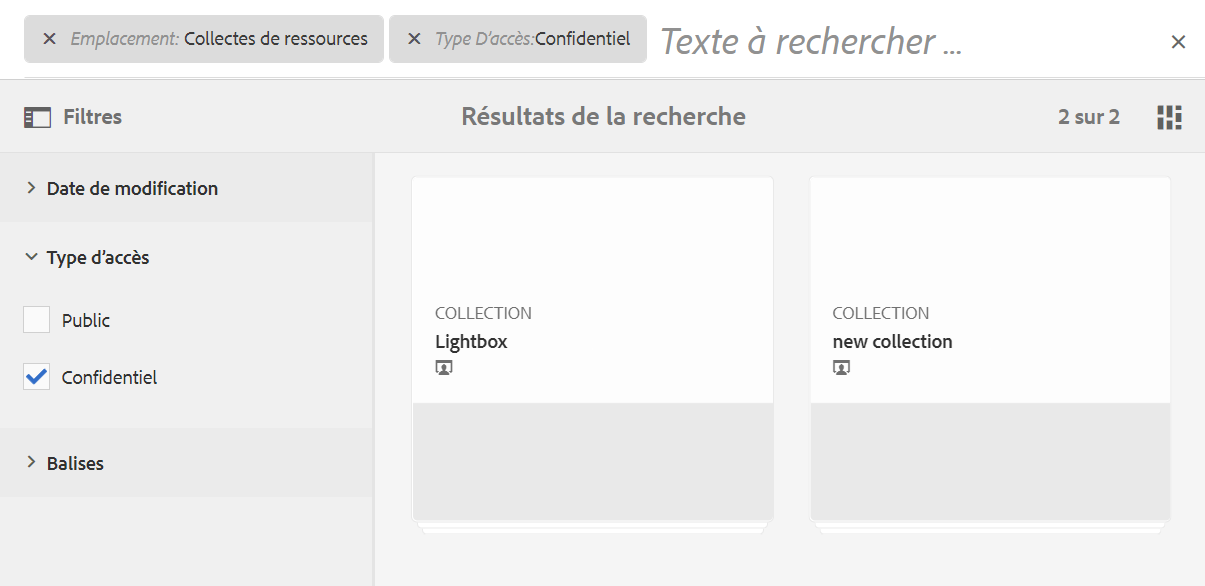 Emplacement: Collectes de ressources
Type D'accès:Confidentiel
Texte à rechercher ...
Filtres
Résultats de la recherche
2 sur 2
Date de modification
Type d’accès
Public
Confidentiel
Balises
COLLECTION
Lightbox
COLLECTION
new collection